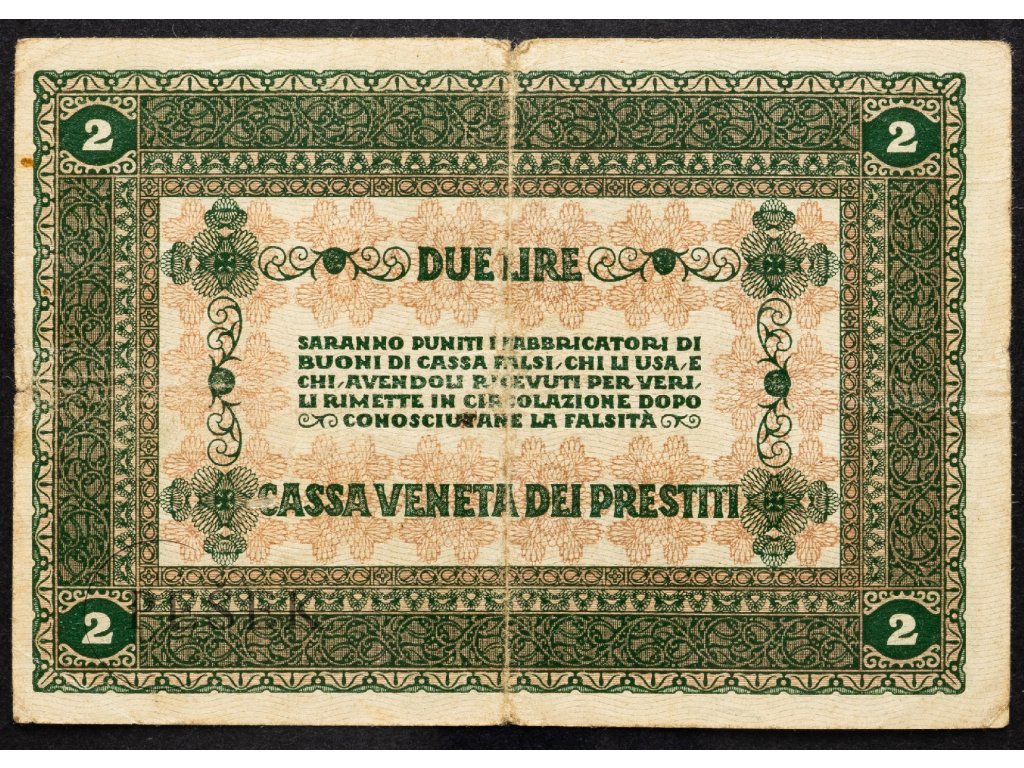 2 2
DUE LIRE
SARANNO PUNITI I FABBRICATORI DI
BUONI DI CASSA FALSI, CHI LI USA, E
CHI, AVENDOLI RICEVUTI PER VERI,
LI RIMETTE IN CIRCOLAZIONE DOPO
CONOSCIUTANE LA FALSITÀ
CASSA VENETA DEI PRESTITI
PEŠEK
2 2